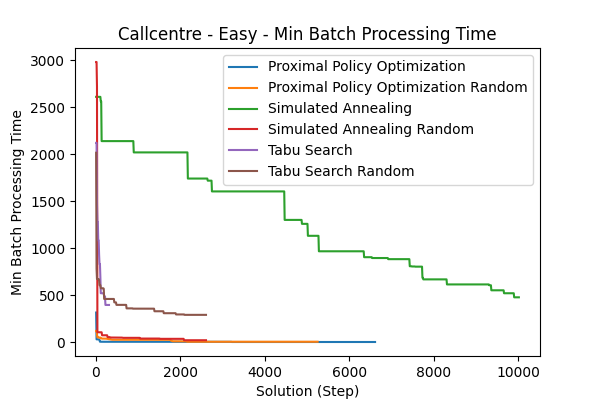 Callcentre - Easy - Min Batch Processing Time
Proximal Policy Optimization
Proximal Policy Optimization Random
Simulated Annealing
Simulated Annealing Random
Tabu Search
Tabu Search Random
3000
2500
2000
1500
1000
500
0
Min Batch Processing Time
0 2000 4000 6000 8000 10000
Solution (Step)